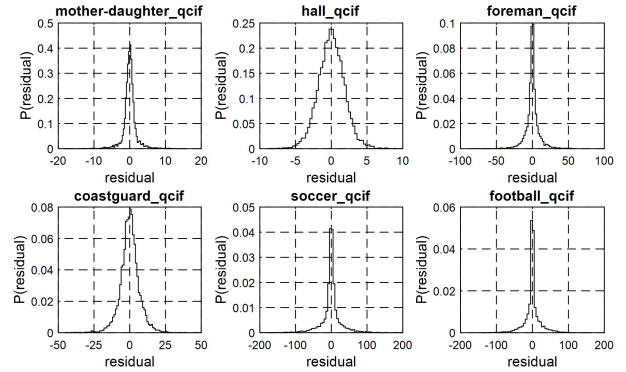 mother-daughter_qcif hall_qcif foreman_qcif
0.5 0.4 0.3 0.2 0.1 0
P(residual)
-20 -10 0 10 20
residual
0.25 0.2 0.15 0.1 0.05 0
P(residual)
-10 -5 0 5 10
residual
0.1 0.08 0.06 0.04 0.02 0
P(residual)
-100 -50 0 50 100
residual
coastguard_qcif soccer_qcif football_qcif
0.08 0.06 0.04 0.02 0
P(residual)
-50 0 50
residual
0.05 0.04 0.03 0.02 0.01 0
P(residual)
-200 -100 0 100 200
residual
0.06 0.04 0.02 0
P(residual)
-200 -100 0 100 200
residual